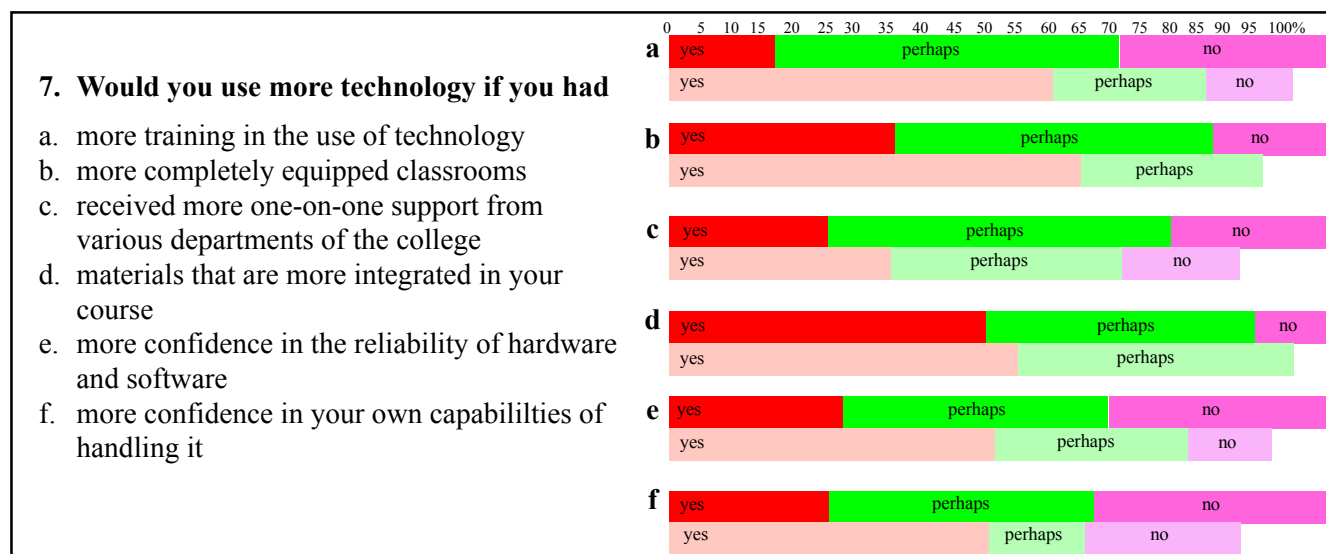 7. Would you use more technology if you had
a. more training in the use of technology
b. more completely equipped classrooms
c. received more one-on-one support from
various departments of the college
d. materials that are more integrated in your
course
e. more confidence in the reliability of hardware
and software
f. more confidence in your own capabililties of
handling it
0 5 10 15 20 25 30 35 40 45 50 55 60 65 70 75 80 85 90 95 100%
a yes perhaps no
yes perhaps no
b yes perhaps no
yes perhaps
c yes perhaps no
yes perhaps no
d yes perhaps no
yes perhaps
e yes perhaps no
yes perhaps no
f yes perhaps no
yes perhaps no